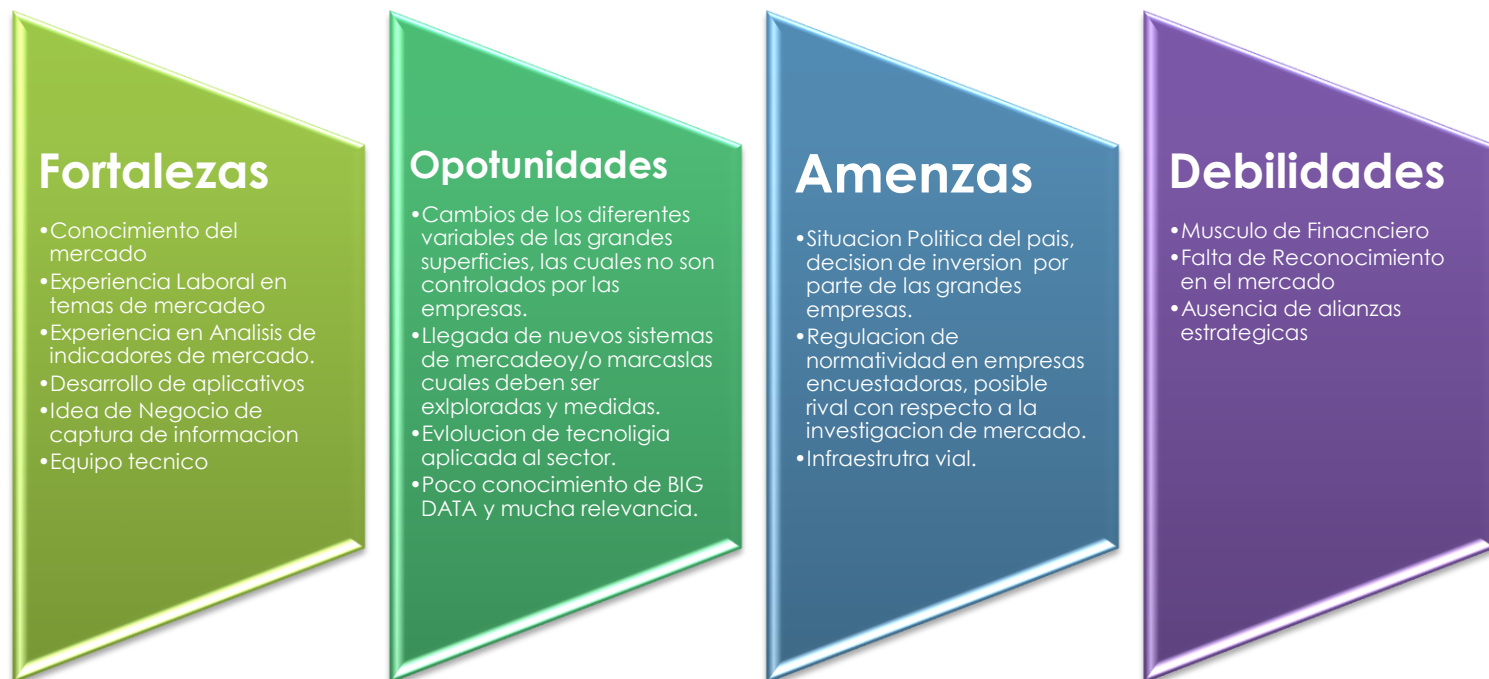 Fortalezas
•Conocimiento del
mercado
•Experiencia Laboral en
temas de mercadeo
•Experiencia en Analisis de
indicadores de mercado.
•Desarrollo de aplicativos
•Idea de Negocio de
captura de informacion
•Equipo tecnico
Opotunidades
•Cambios de los diferentes
variables de las grandes
superficies, las cuales no son
controlados por las
empresas.
•Llegada de nuevos sistemas
de mercadeoy/o marcaslas
cuales deben ser
exlploradas y medidas.
•Evlolucion de tecnoligia
aplicada al sector.
•Poco conocimiento de BIG
DATA y mucha relevancia.
Amenzas
•Situacion Politica del pais,
decision de inversion por
parte de las grandes
empresas.
•Regulacion de
normatividad en empresas
encuestadoras, posible
rival con respecto a la
investigacion de mercado.
•Infraestrutra vial.
Debilidades
•Musculo de Finacnciero
•Falta de Reconocimiento
en el mercado
•Ausencia de alianzas
estrategicas